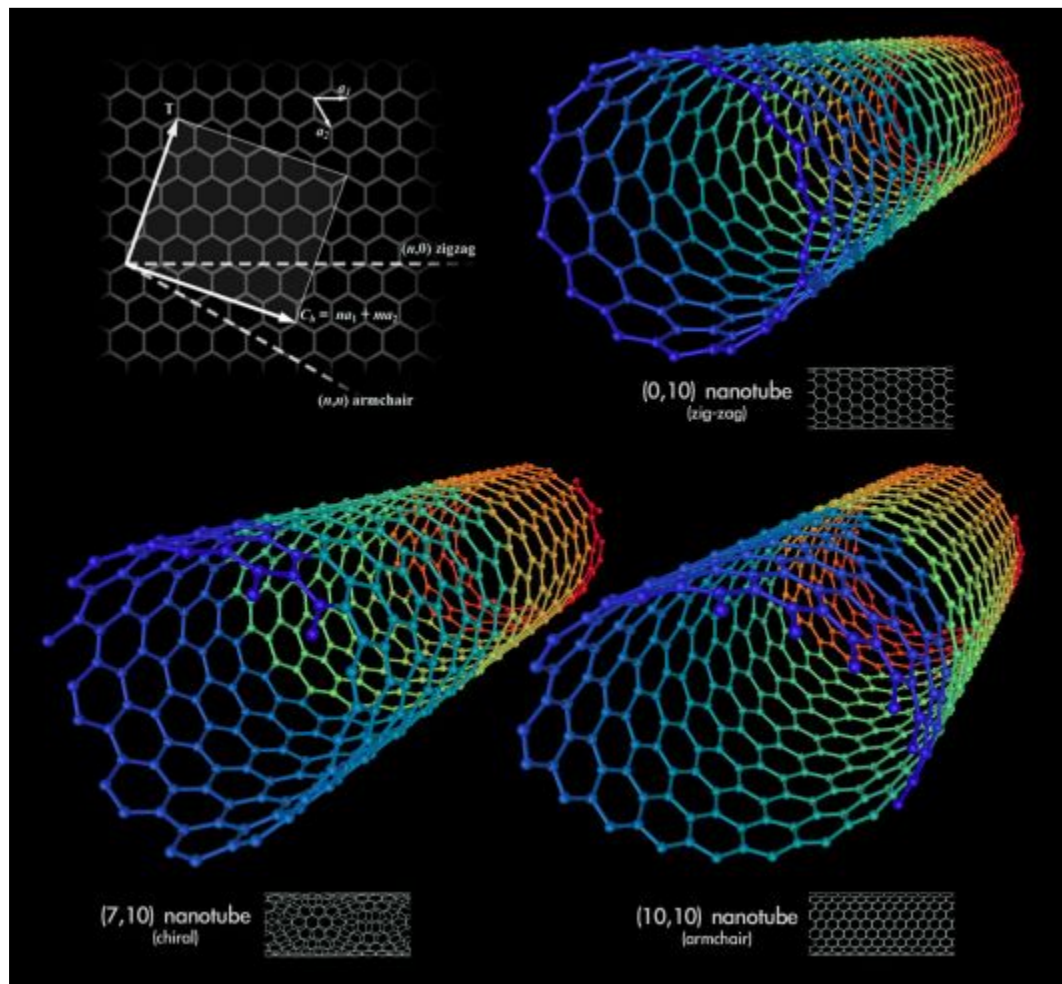 a₁
T
a₂
(n,0) zigzag
Cₕ = na₁ + ma₂
(n,n) armchair
(0,10) nanotube
(zig-zag)
(7,10) nanotube
(chiral)
(10,10) nanotube
(armchair)